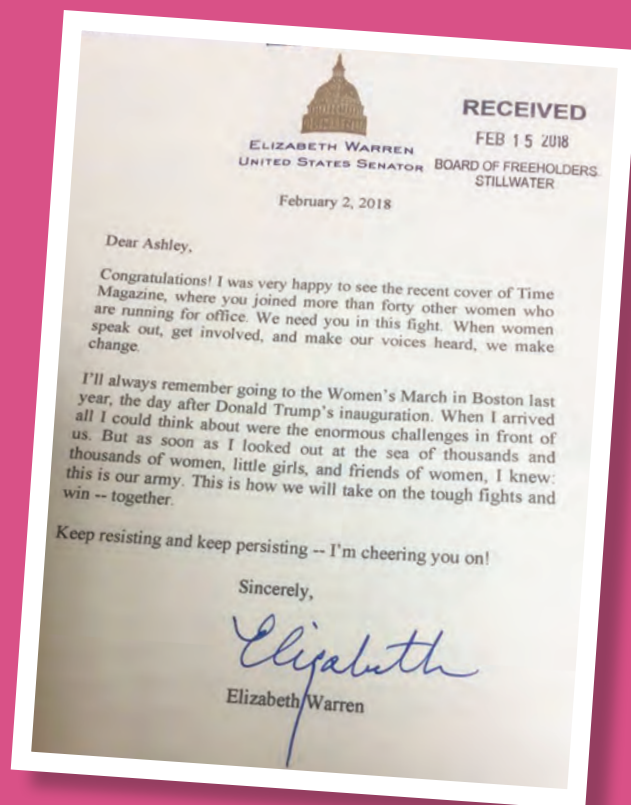 ELIZABETH WARREN
UNITED STATES SENATOR
RECEIVED
FEB 15 2018
BOARD OF FREEHOLDERS
STILLWATER
February 2, 2018
Dear Ashley,
Congratulations! I was very happy to see the recent cover of Time
Magazine, where you joined more than forty other women who
are running for office. We need you in this fight. When women
speak out, get involved, and make our voices heard, we make
change.
I'll always remember going to the Women's March in Boston last
year, the day after Donald Trump's inauguration. When I arrived
all I could think about were the enormous challenges in front of
us. But as soon as I looked out at the sea of thousands and
thousands of women, little girls, and friends of women, I knew:
this is our army. This is how we will take on the tough fights and
win -- together.
Keep resisting and keep persisting -- I'm cheering you on!
Sincerely,
Elizabeth
Elizabeth Warren